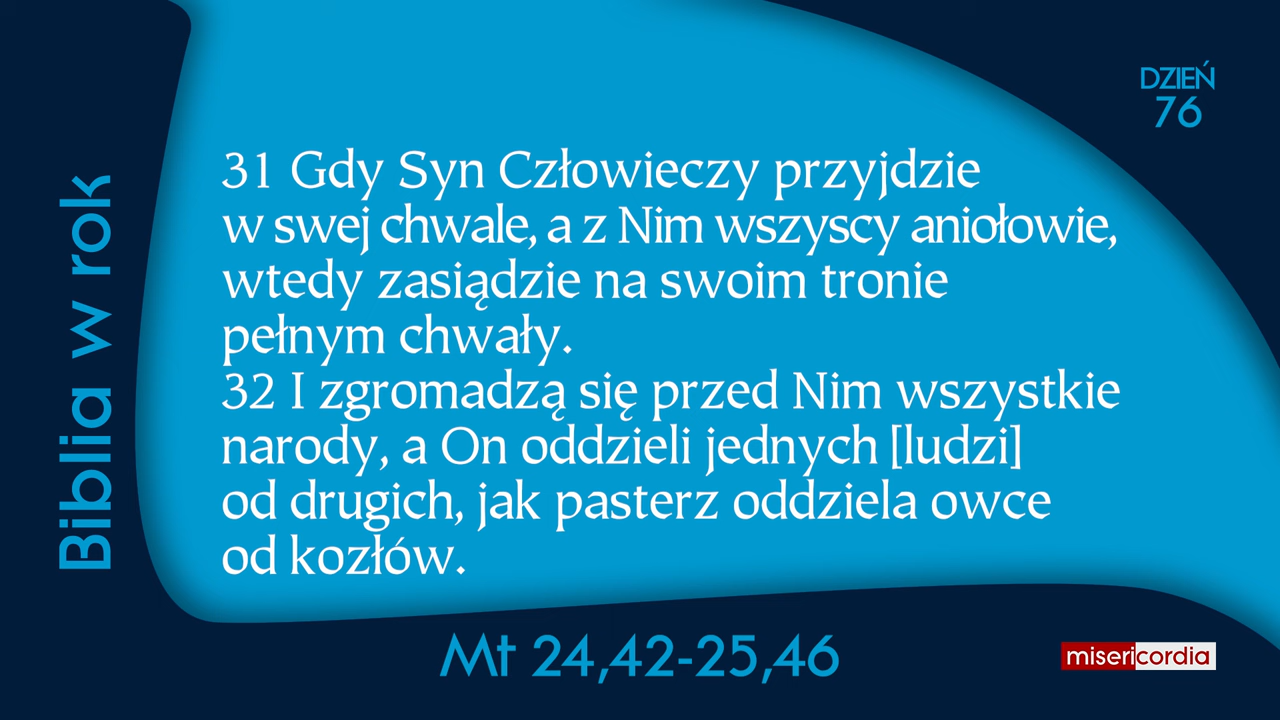 DZIEŃ
76
31 Gdy Syn Człowieczy przyjdzie
w swej chwale, a z Nim wszyscy aniołowie,
wtedy zasiądzie na swoim tronie
pełnym chwały.
32 I zgromadzą się przed Nim wszystkie
narody, a On oddzieli jednych [ludzi]
od drugich, jak pasterz oddziela owce
od kozłów.
Biblia w rok
Mt 24,42-25,46
misericordia